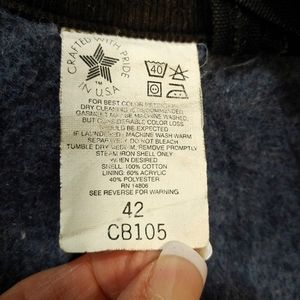 CRAFTED WITH PRIDE
IN U.S.A
TM
40
FOR BEST COLOR RETENTION
DRY CLEANING IS RECOMMENDED.
GARMENT MAY BE MACHINE WASHED,
BUT CONSIDERABLE COLOR LOSS
SHOULD BE EXPECTED
IF LAUNDERED: MACHINE WASH WARM
SEPARATELY DO NOT BLEACH
TUMBLE DRY MEDIUM. REMOVE PROMPTLY
STEAM IRON SHELL ONLY
WHEN DESIRED
SHELL: 100% COTTON
LINING: 60% ACRYLIC
40% POLYESTER
RN 14806
SEE REVERSE FOR WARNING
42
CB105